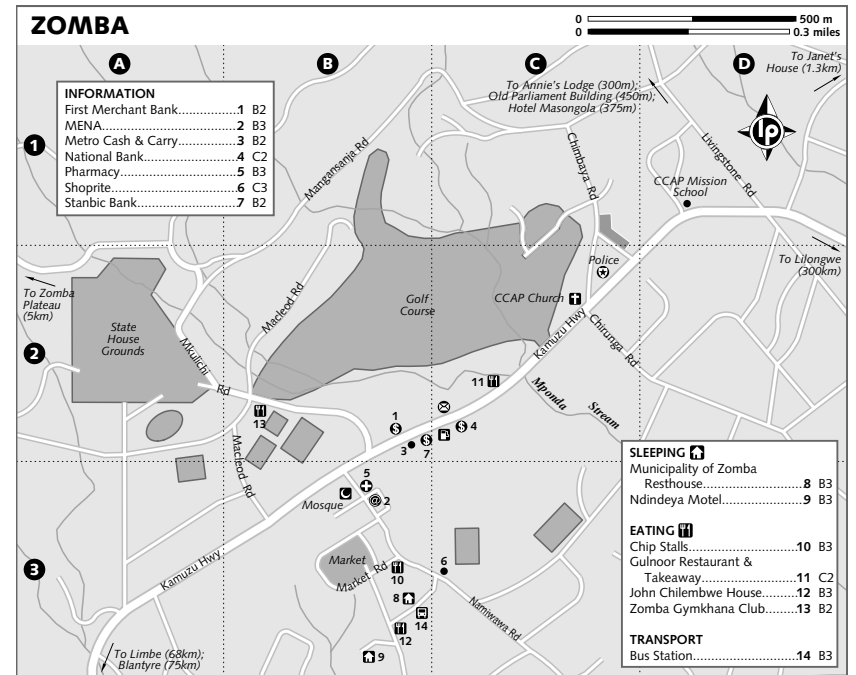 ZOMBA
0 500 m
0 0.3 miles
A B C D
To Janet's
House (1.3km)
To Annie's Lodge (300m);
Old Parliament Building (450m);
Hotel Masongola (375m)
INFORMATION
First Merchant Bank..................1 B2
MENA..................2 B3
Metro Cash & Carry..................3 B2
National Bank..................4 C2
Pharmacy..................5 B3
Shoprite..................6 C3
Stanbic Bank..................7 B2
1
lp
Mangansanja Rd
Chimbaya Rd
Livingstone Rd
CCAP Mission
School
To Lilongwe
(300km)
Police
CCAP Church
To Zomba
Plateau
(5km)
State
House
Grounds
Golf
Course
Macleod Rd
Mkulichi Rd
Kamuzu Hwy
Chirunga Rd
2
11
Mponda Stream
13
1
$
$ 4
3
$
7
Macleod Rd
5
Mosque
@ 2
SLEEPING
Municipality of Zomba
Resthouse..................8 B3
Ndindeya Motel..................9 B3
EATING
Chip Stalls..................10 B3
Gulnoor Restaurant &
Takeaway..................11 C2
John Chilembwe House..................12 B3
Zomba Gymkhana Club..................13 B2
TRANSPORT
Bus Station..................14 B3
3
Kamuzu Hwy
Market
Market Rd
10
6
8
14
12
Namiwawa Rd
9
To Limbe (68km);
Blantyre (75km)